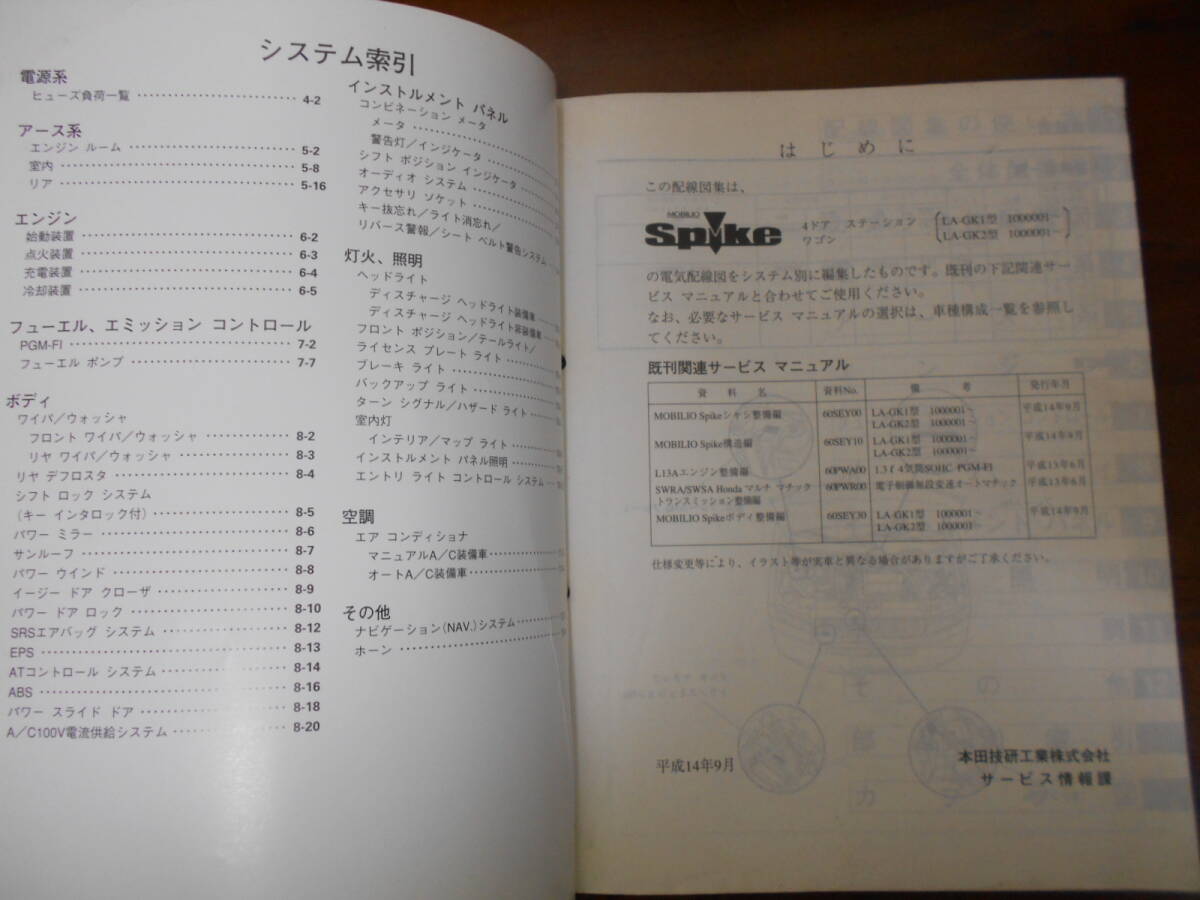 システム索引
電源系
ヒューズ負荷一覧 4-2
アース系
エンジン ルーム 5-2
室内 5-8
リア 5-16
エンジン
始動装置 6-2
点火装置 6-3
充電装置 6-4
冷却装置 6-5
フューエル、エミッション コントロール
PGM-FI 7-2
フューエル ポンプ 7-7
ボディ
ワイパ/ウォッシャ
フロント ワイパ/ウォッシャ 8-2
リヤ ワイパ/ウォッシャ 8-3
リヤ デフロスタ 8-4
シフト ロック システム
(キー インタロック付) 8-5
パワー ミラー 8-6
サンルーフ 8-7
パワー ウインド 8-8
イージー ドア クローザ 8-9
パワー ドア ロック 8-10
SRSエアバッグ システム 8-12
EPS 8-13
ATコントロール システム 8-14
ABS 8-16
パワー スライド ドア 8-18
A/C100V電流供給システム 8-20
インストルメント パネル
コンビネーション メータ
メータ
警告灯/インジケータ
シフト ポジション インジケータ
オーディオ システム
アクセサリ ソケット
キー抜忘れ/ライト消忘れ/
リバース警報/シート ベルト警告システム
灯火、照明
ヘッドライト
ディスチャージ ヘッドライト装備車
ディスチャージ ヘッドライト非装備車
フロント ポジション/テールライト/
ライセンス プレート ライト
ブレーキ ライト
バックアップ ライト
ターン シグナル/ハザード ライト
室内灯
インテリア/マップ ライト
インストルメント パネル照明
エントリ ライト コントロール システム
空調
エア コンディショナ
マニュアルA/C装備車
オートA/C装備車
その他
ナビゲーション(NAV.)システム
ホーン
はじめに
この配線図集は、
MOBILIO
Spike 4ドア ステーション ワゴン LA-GK1型 1000001~
LA-GK2型 1000001~
の電気配線図をシステム別に編集したものです。既刊の下記関連サー
ビス マニュアルと合わせてご使用ください。
なお、必要なサービス マニュアルの選択は、車種構成一覧を参照し
てください。
既刊関連サービス マニュアル
資料名 資料No. 備考 発行年月
MOBILIO Spikeシャシ整備編 60SEY00 LA-GK1型 1000001~ 平成14年9月
LA-GK2型 1000001~
MOBILIO Spike構造編 60SEY10 LA-GK1型 1000001~ 平成14年9月
LA-GK2型 1000001~
L13Aエンジン整備編 60PWA00 1.3ℓ 4気筒SOHC PGM-FI 平成13年6月
SWRA/SWSA Honda マルチ マチック 60PWR00 電子制御無段変速オートマチック 平成13年6月
トランスミッション整備編
MOBILIO Spikeボディ整備編 60SEY30 LA-GK1型 1000001~ 平成14年9月
LA-GK2型 1000001~
仕様変更等により、イラスト等が実車と異なる場合がありますがご了承ください。
平成14年9月
本田技研工業株式会社
サービス情報課